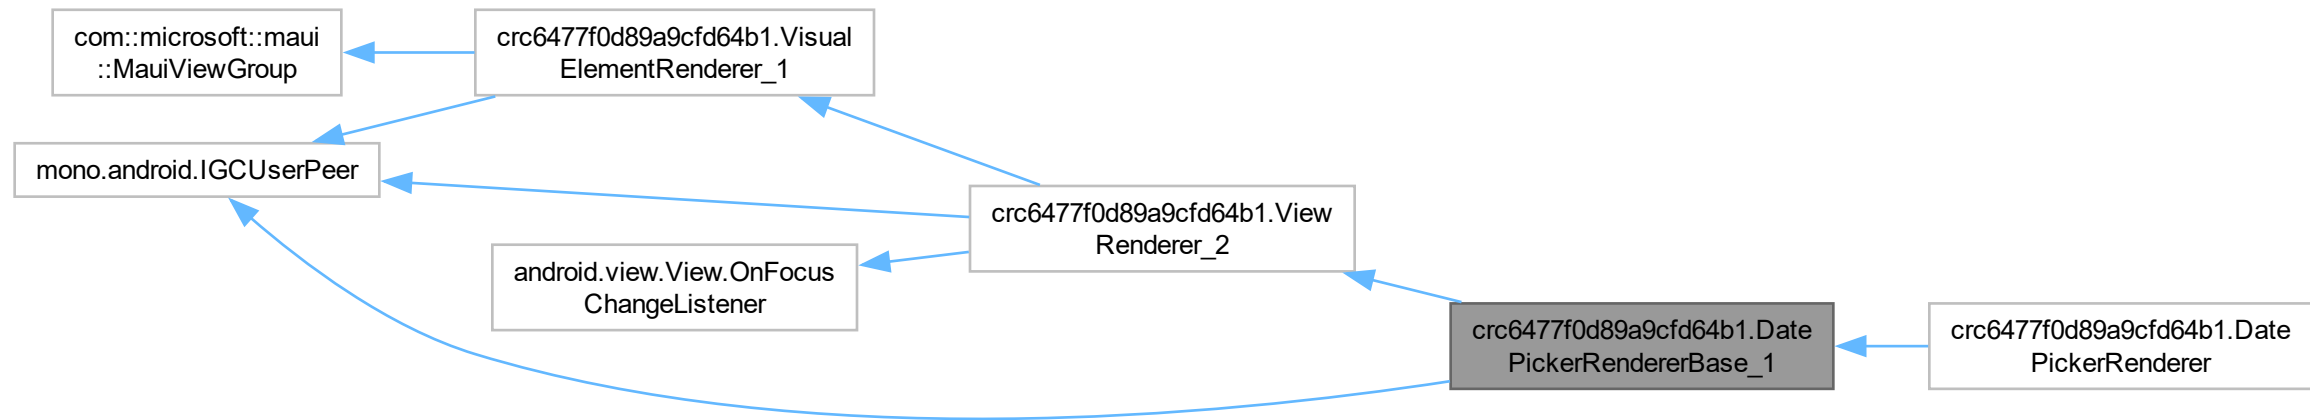 com::microsoft::maui
::MauiViewGroup
crc6477f0d89a9cfd64b1.Visual
ElementRenderer_1
mono.android.IGCUserPeer
crc6477f0d89a9cfd64b1.View
Renderer_2
android.view.View.OnFocus
ChangeListener
crc6477f0d89a9cfd64b1.Date
PickerRendererBase_1
crc6477f0d89a9cfd64b1.Date
PickerRenderer